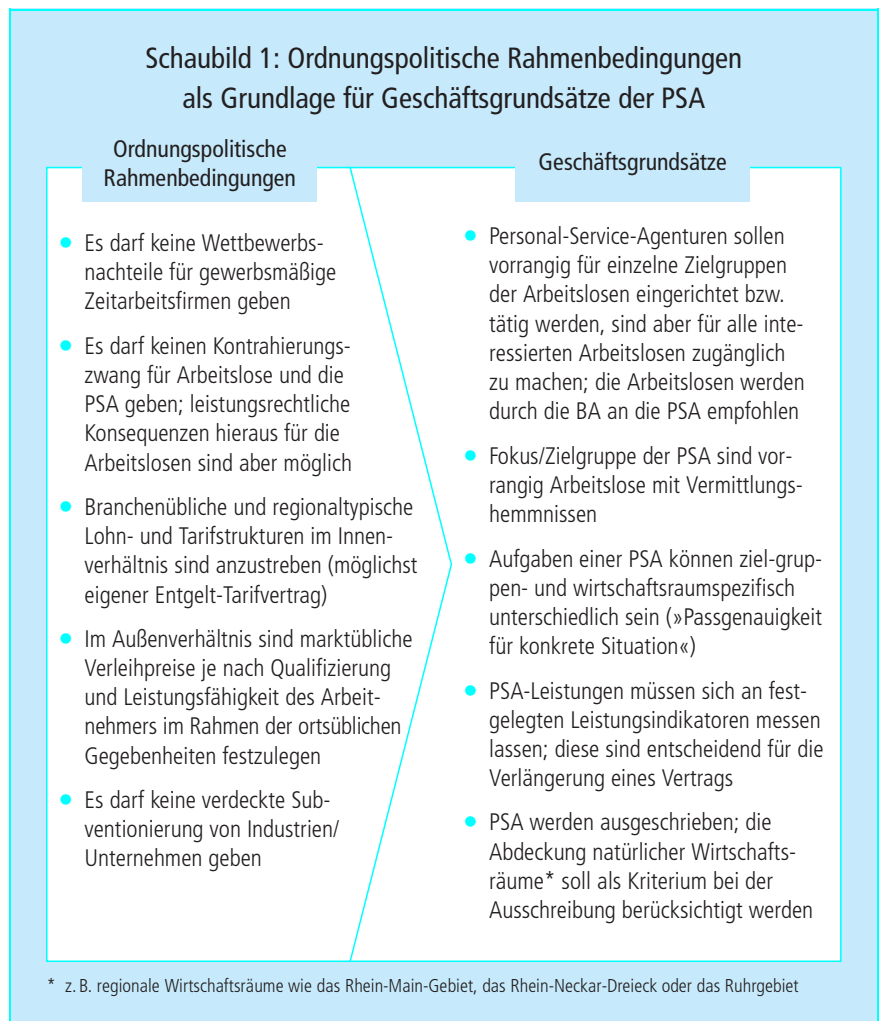 Schaubild 1: Ordnungspolitische Rahmenbedingungen
als Grundlage für Geschäftsgrundsätze der PSA
Ordnungspolitische
Rahmenbedingungen
• Es darf keine Wettbewerbs-
nachteile für gewerbsmäßige
Zeitarbeitsfirmen geben
• Es darf keinen Kontrahierungs-
zwang für Arbeitslose und die
PSA geben; leistungsrechtliche
Konsequenzen hieraus für die
Arbeitslosen sind aber möglich
• Branchenübliche und regionaltypische
Lohn- und Tarifstrukturen im Innen-
verhältnis sind anzustreben (möglichst
eigener Entgelt-Tarifvertrag)
• Im Außenverhältnis sind marktübliche
Verleihpreise je nach Qualifizierung
und Leistungsfähigkeit des Arbeit-
nehmers im Rahmen der ortsüblichen
Gegebenheiten festzulegen
• Es darf keine verdeckte Sub-
ventionierung von Industrien/
Unternehmen geben
Geschäftsgrundsätze
• Personal-Service-Agenturen sollen
vorrangig für einzelne Zielgruppen
der Arbeitslosen eingerichtet bzw.
tätig werden, sind aber für alle inte-
ressierten Arbeitslosen zugänglich
zu machen; die Arbeitslosen werden
durch die BA an die PSA empfohlen
• Fokus/Zielgruppe der PSA sind vor-
rangig Arbeitslose mit Vermittlungs-
hemmnissen
• Aufgaben einer PSA können ziel-grup-
pen- und wirtschaftsraumspezifisch
unterschiedlich sein (»Passgenauigkeit
für konkrete Situation«)
• PSA-Leistungen müssen sich an fest-
gelegten Leistungsindikatoren messen
lassen; diese sind entscheidend für die
Verlängerung eines Vertrags
• PSA werden ausgeschrieben; die
Abdeckung natürlicher Wirtschafts-
räume* soll als Kriterium bei der
Ausschreibung berücksichtigt werden
* z. B. regionale Wirtschaftsräume wie das Rhein-Main-Gebiet, das Rhein-Neckar-Dreieck oder das Ruhrgebiet